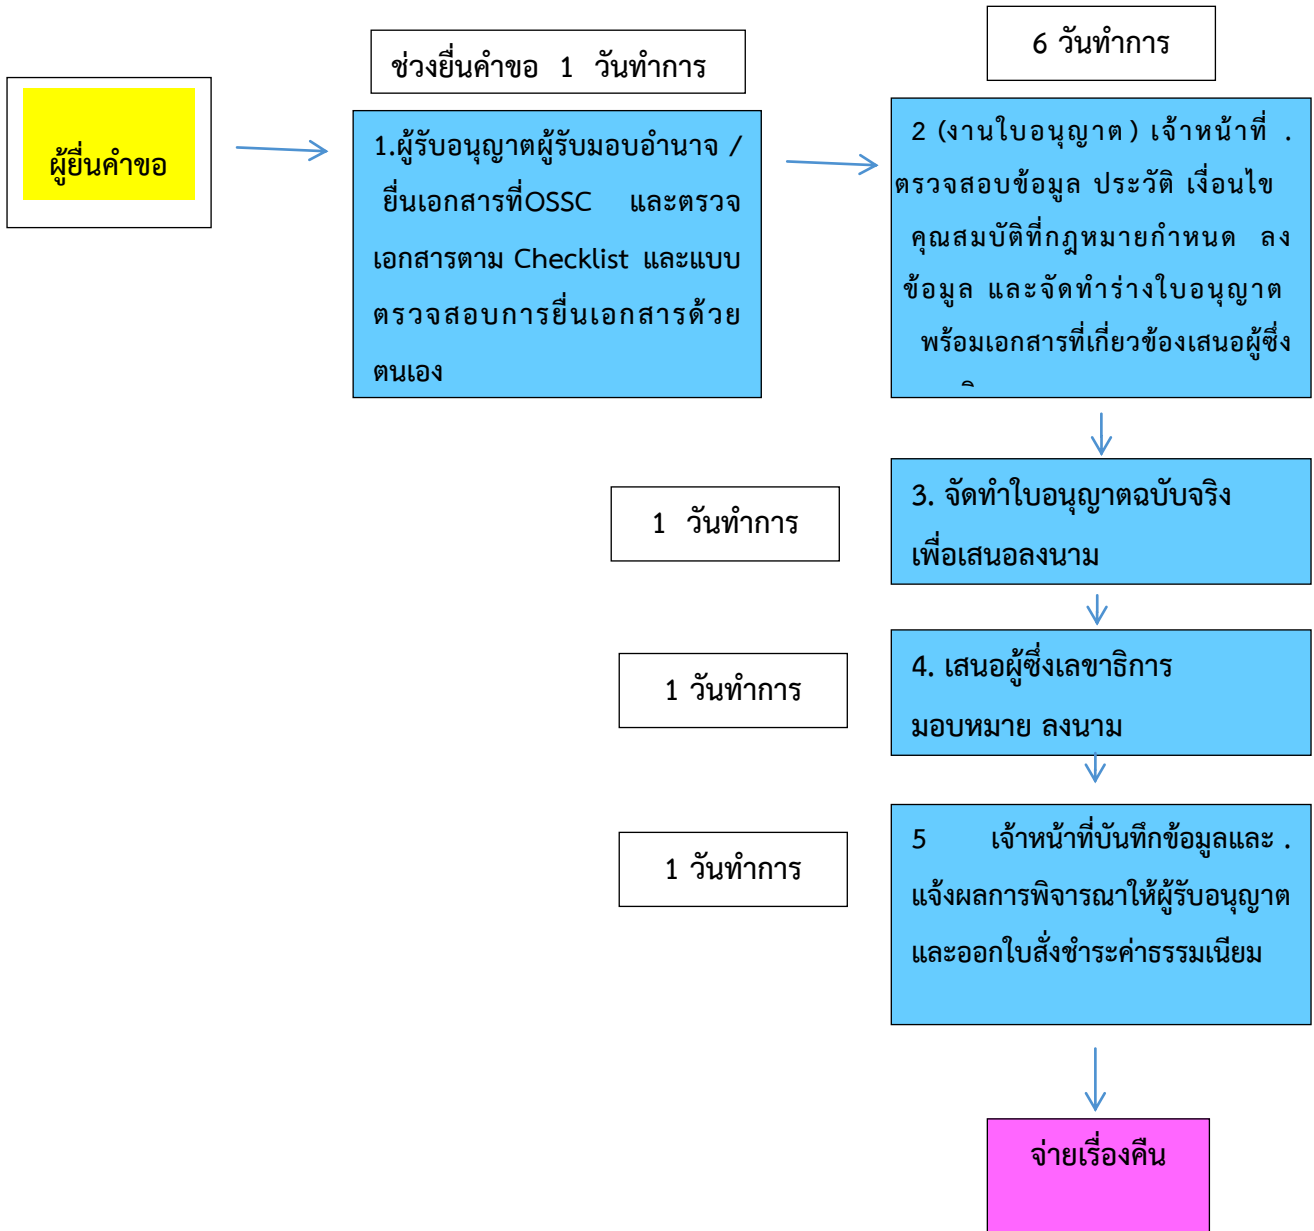 ผู้ยื่นคำขอ
ช่วงยื่นคำขอ 1 วันทำการ
1.ผู้รับอนุญาตผู้รับมอบอำนาจ /
ยื่นเอกสารที่OSSC และตรวจ
เอกสารตาม Checklist และแบบ
ตรวจสอบการยื่นเอกสารด้วย
ตนเอง
6 วันทำการ
2 (งานใบอนุญาต) เจ้าหน้าที่ .
ตรวจสอบข้อมูล ประวัติ เงื่อนไข
คุณสมบัติที่กฎหมายกำหนด ลง
ข้อมูล และจัดทำร่างใบอนุญาต
พร้อมเอกสารที่เกี่ยวข้องเสนอผู้ซึ่ง
1 วันทำการ
3. จัดทำใบอนุญาตฉบับจริง
เพื่อเสนอลงนาม
1 วันทำการ
4. เสนอผู้ซึ่งเลขาธิการ
มอบหมาย ลงนาม
1 วันทำการ
5 เจ้าหน้าที่บันทึกข้อมูลและ .
แจ้งผลการพิจารณาให้ผู้รับอนุญาต
และออกใบสั่งชำระค่าธรรมเนียม
จ่ายเรื่องคืน